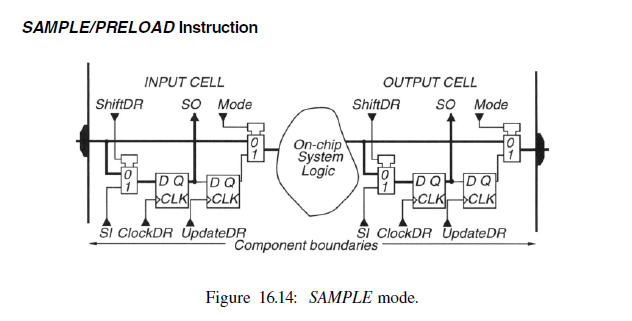 SAMPLE/PRELOAD Instruction
INPUT CELL OUTPUT CELL
ShiftDR SO Mode ShiftDR SO Mode
0
1
On-chip
System
Logic
0
1
0
1
D Q
CLK
D Q
CLK
0
1
D Q
CLK
D Q
CLK
SI ClockDR UpdateDR SI ClockDR UpdateDR
Component boundaries
Figure 16.14: SAMPLE mode.